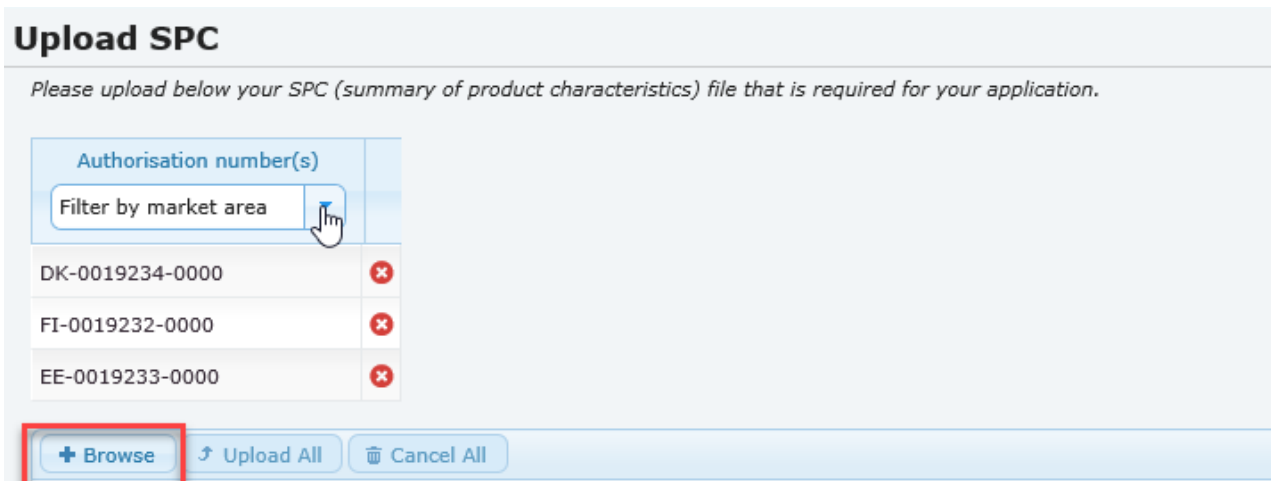 Upload SPC
Please upload below your SPC (summary of product characteristics) file that is required for your application.
Authorisation number(s)
Filter by market area
DK-0019234-0000
FI-0019232-0000
EE-0019233-0000
Browse Upload All Cancel All